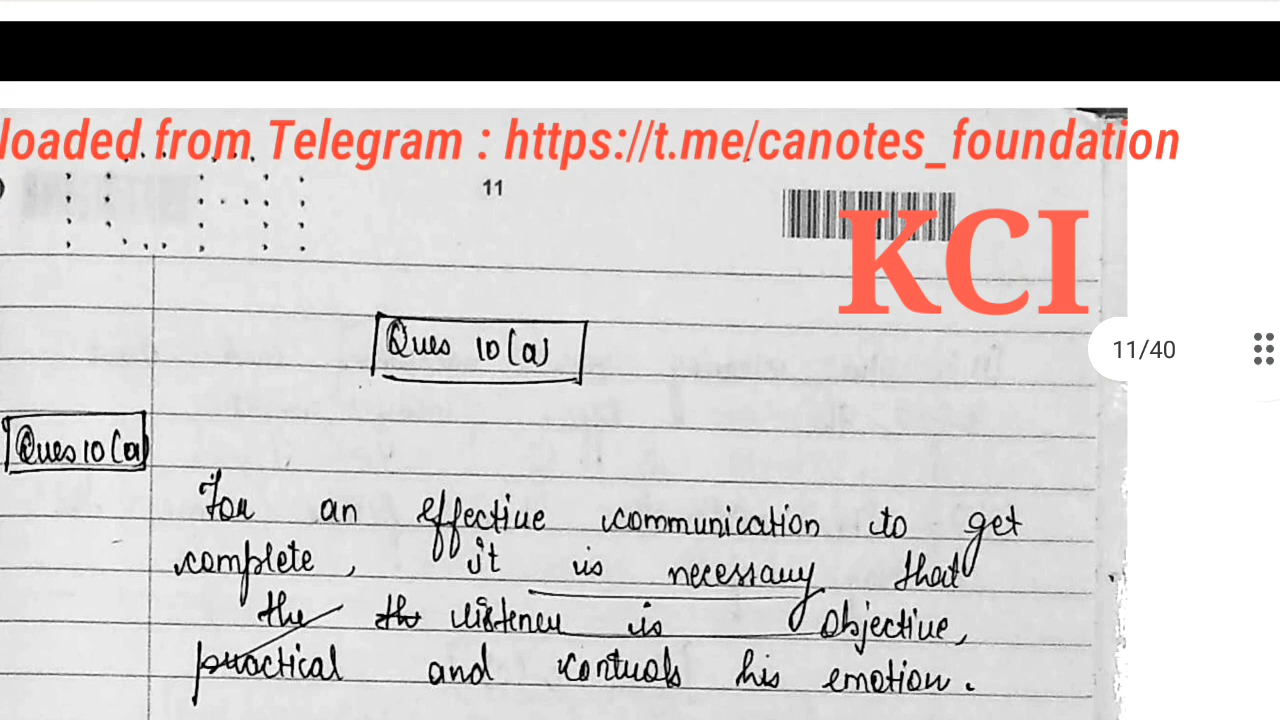 loaded from Telegram : https://t.me/canotes_foundation
11
KCI
11/40
Ques 10(a)
Ques 10(a)
For an effective communication to get
complete, it is necessary that
the the listener is objective,
practical and controls his emotion.